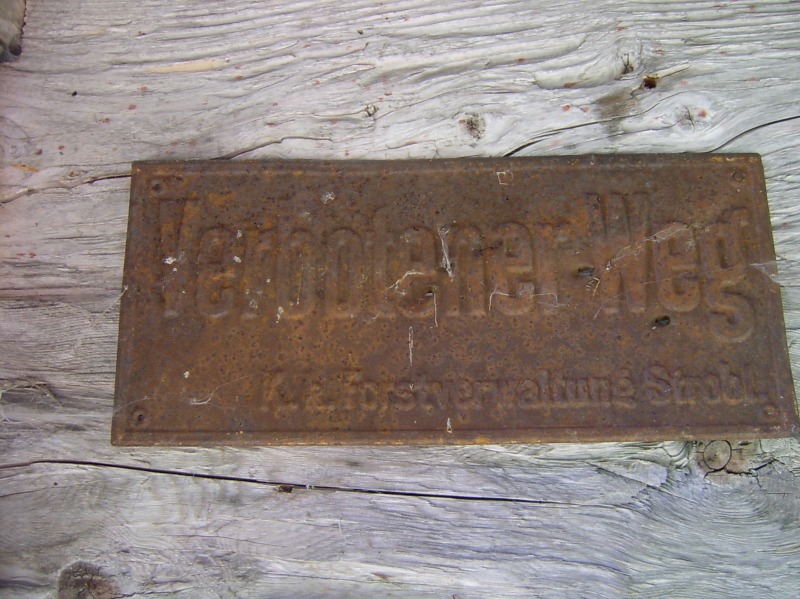 Verbotener Weg
K. k. Forstverwaltung Strobl.